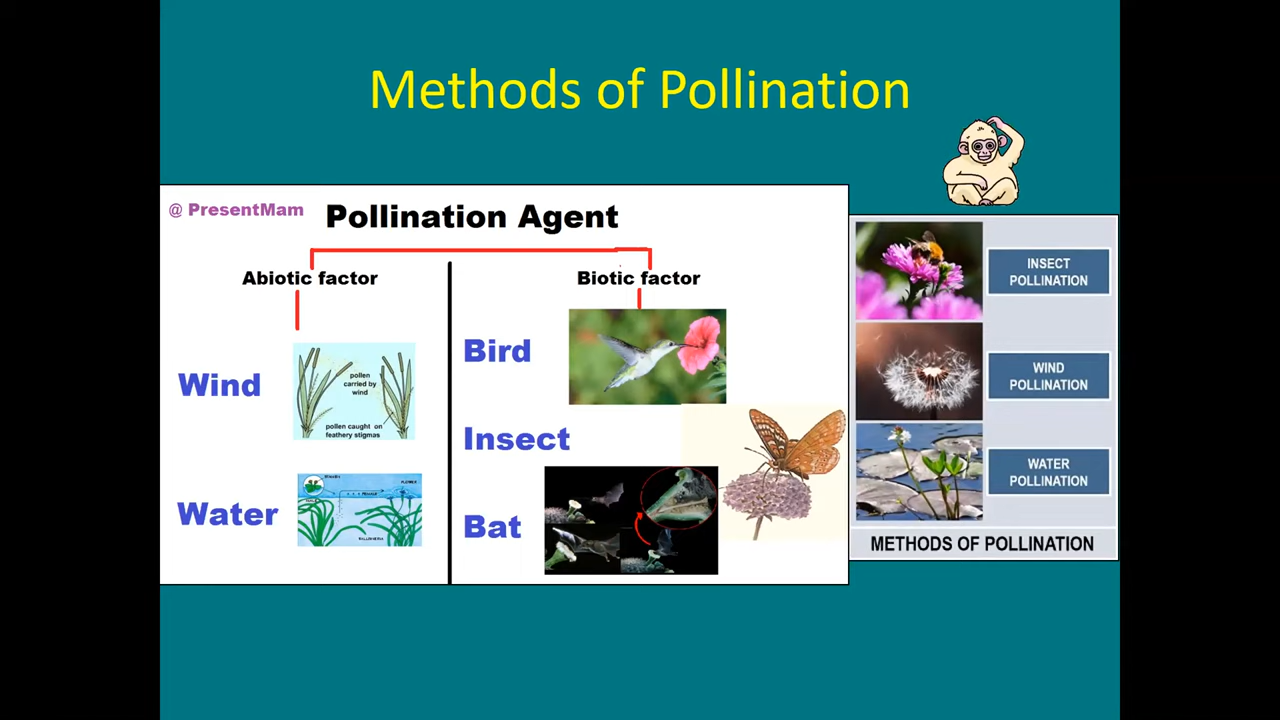 Methods of Pollination
@ PresentMam
Pollination Agent
Abiotic factor
Biotic factor
Wind
pollen
carried by
wind
pollen caught on
feathery stigmas
Water
Bird
Insect
Bat
INSECT
POLLINATION
WIND
POLLINATION
WATER
POLLINATION
METHODS OF POLLINATION